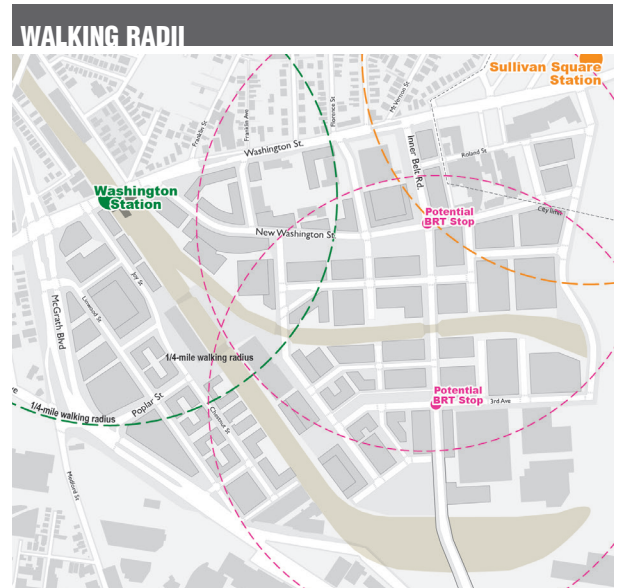 WALKING RADII
Sullivan Square
Station
Mt Vernon St
Florence St
Franklin Ave
Franklin St
Washington St.
Inner Belt Rd.
Roland St
Washington
Station
Potential
BRT Stop
New Washington St.
Joy St
Linwood St
McGrath Blvd
1/4-mile walking radius
Potential
BRT Stop
3rd Ave
1/4-mile walking radius
Poplar St
Chestnut St
Medford St